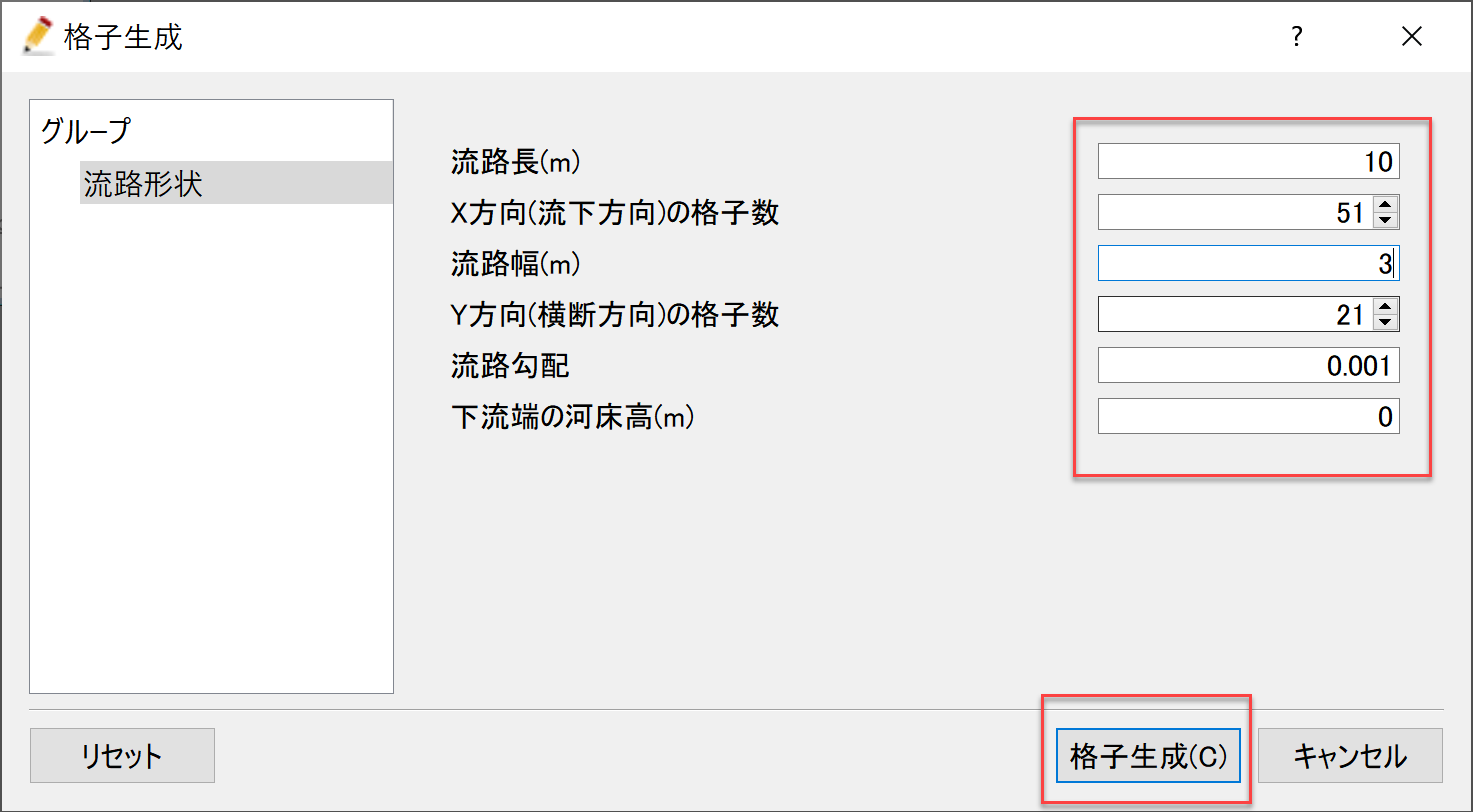 格子生成
?
グループ
流路形状
流路長(m) 10
X方向(流下方向)の格子数 51
流路幅(m) 3
Y方向(横断方向)の格子数 21
流路勾配 0.001
下流端の河床高(m) 0
リセット 格子生成(C) キャンセル